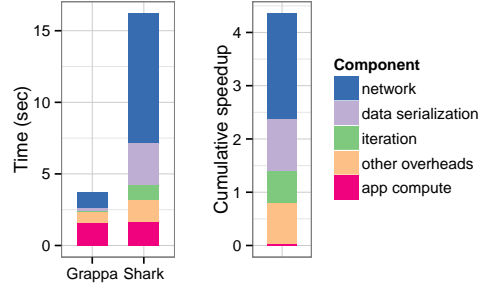 Time (sec)
15
10
5
0
Grappa Shark
Cumulative speedup
4
3
2
1
0
Component
network
data serialization
iteration
other overheads
app compute